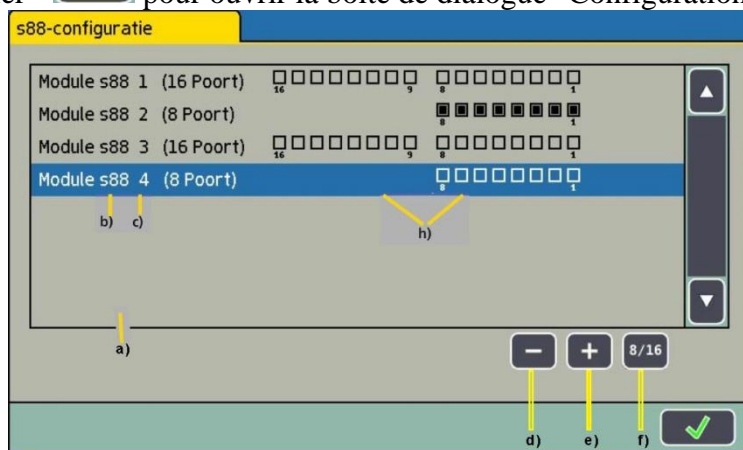 pour ouvrir la boîte de dialogue "Configuration
s88-configuratie
Module s88 1 (16 Poort) 16 9 8 1
Module s88 2 (8 Poort) 8 1
Module s88 3 (16 Poort) 16 9 8 1
Module s88 4 (8 Poort) 8 1
b) c) h)
a)
- + 8/16
d) e) f)